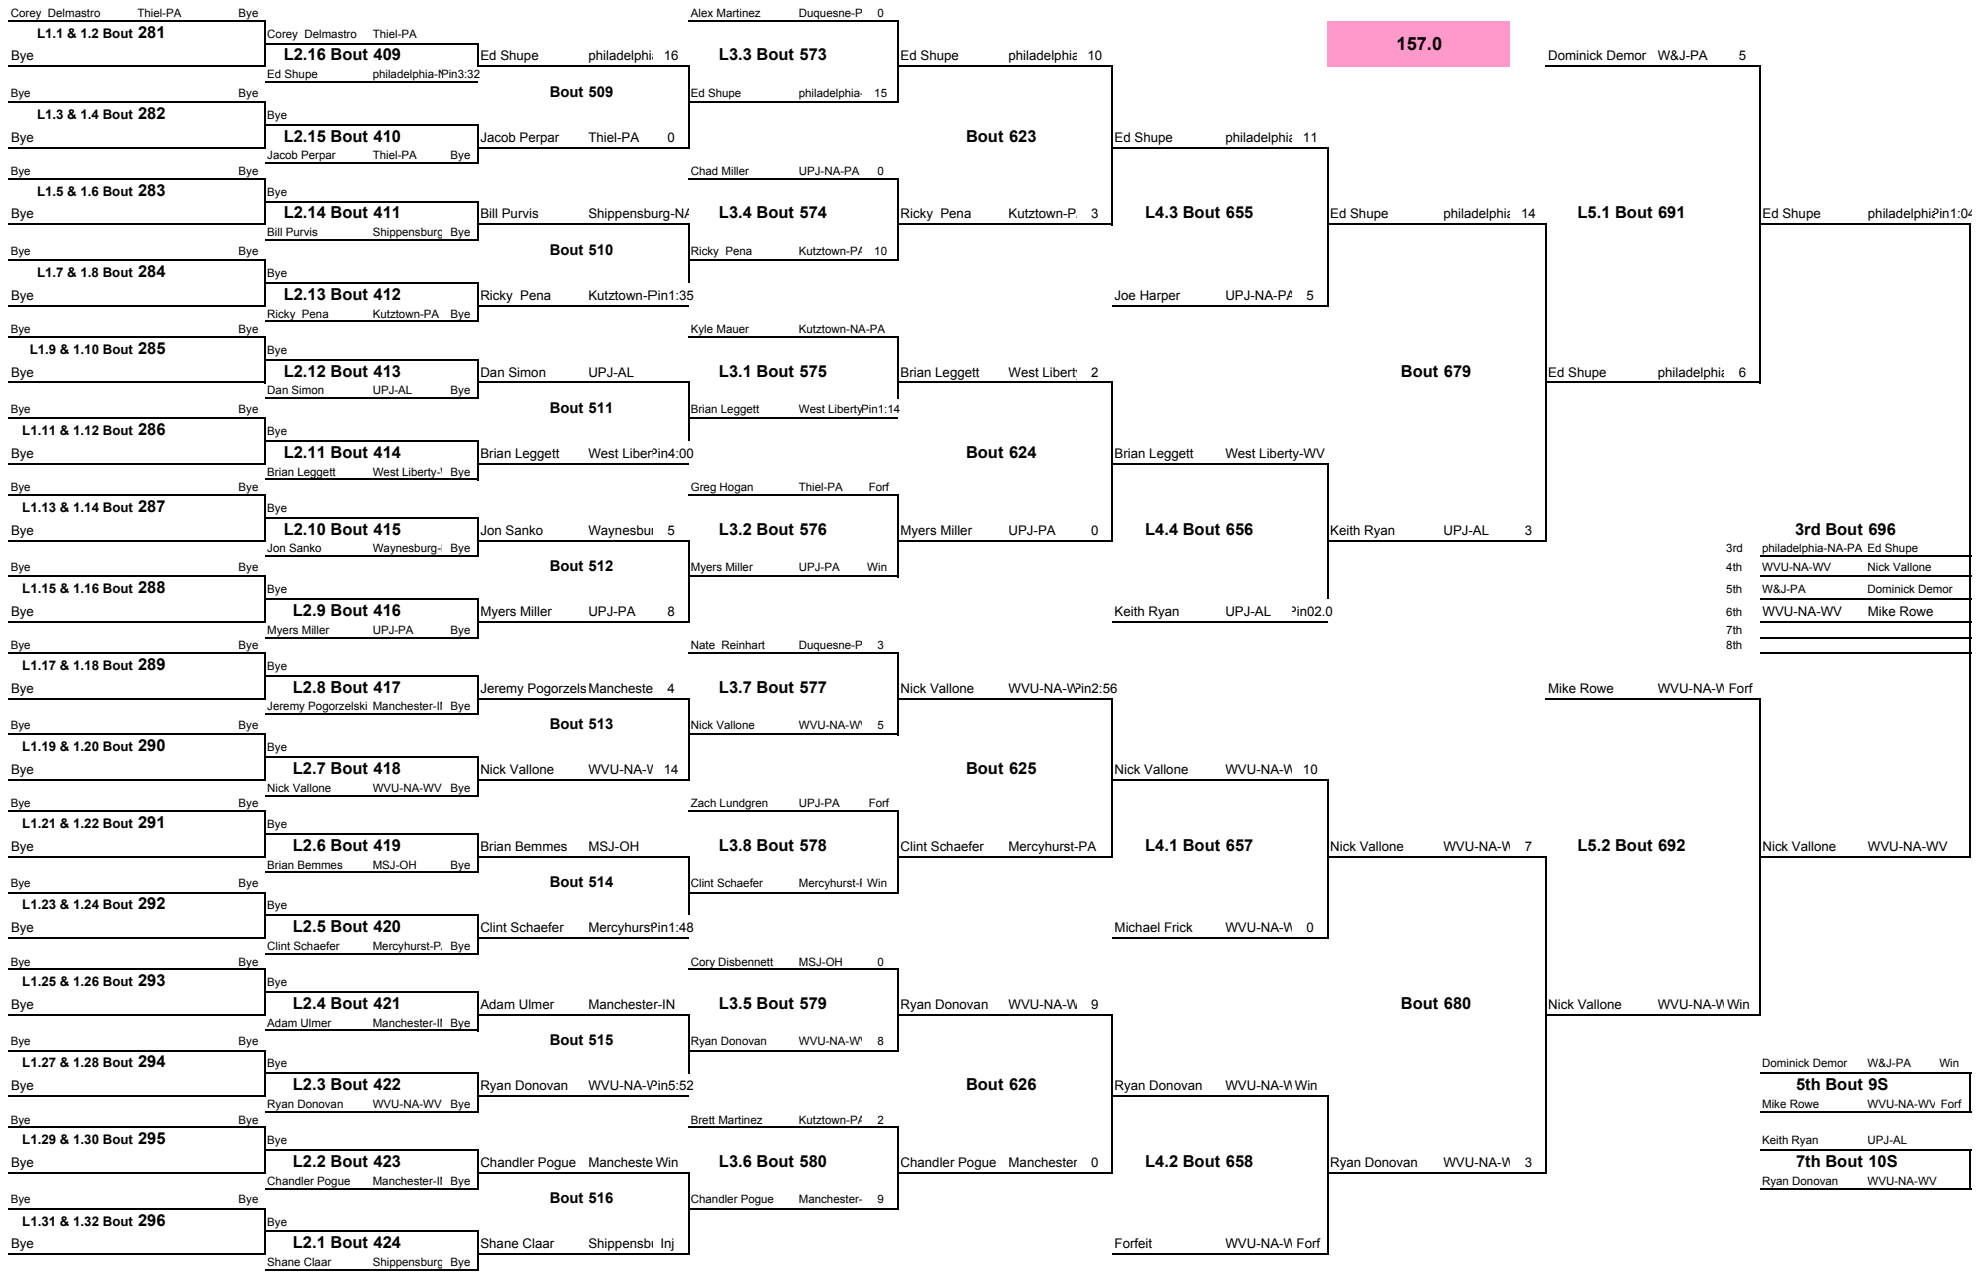 Corey Delmastro Thiel-PA Bye
L1.1 & 1.2 Bout 281
Bye
Bye Bye
L1.3 & 1.4 Bout 282
Bye
Bye Bye
L1.5 & 1.6 Bout 283
Bye
Bye Bye
L1.7 & 1.8 Bout 284
Bye
Bye Bye
L1.9 & 1.10 Bout 285
Bye
Bye Bye
L1.11 & 1.12 Bout 286
Bye
Bye Bye
L1.13 & 1.14 Bout 287
Bye
Bye Bye
L1.15 & 1.16 Bout 288
Bye
Bye Bye
L1.17 & 1.18 Bout 289
Bye
Bye Bye
L1.19 & 1.20 Bout 290
Bye
Bye Bye
L1.21 & 1.22 Bout 291
Bye
Bye Bye
L1.23 & 1.24 Bout 292
Bye
Bye Bye
L1.25 & 1.26 Bout 293
Bye
Bye Bye
L1.27 & 1.28 Bout 294
Bye
Bye Bye
L1.29 & 1.30 Bout 295
Bye
Bye Bye
L1.31 & 1.32 Bout 296
Bye
Corey Delmastro Thiel-PA
L2.16 Bout 409
Ed Shupe philadelphia-NPin3:32
Bye
L2.15 Bout 410
Jacob Perpar Thiel-PA Bye
Bye
L2.14 Bout 411
Bill Purvis Shippensburg Bye
Bye
L2.13 Bout 412
Ricky Pena Kutztown-PA Bye
Bye
L2.12 Bout 413
Dan Simon UPJ-AL Bye
Bye
L2.11 Bout 414
Brian Leggett West Liberty- Bye
Bye
L2.10 Bout 415
Jon Sanko Waynesburg- Bye
Bye
L2.9 Bout 416
Myers Miller UPJ-PA Bye
Bye
L2.8 Bout 417
Jeremy Pogorzelski Manchester-IN Bye
Bye
L2.7 Bout 418
Nick Vallone WVU-NA-WV Bye
Bye
L2.6 Bout 419
Brian Bemmes MSJ-OH Bye
Bye
L2.5 Bout 420
Clint Schaefer Mercyhurst-P Bye
Bye
L2.4 Bout 421
Adam Ulmer Manchester-IN Bye
Bye
L2.3 Bout 422
Ryan Donovan WVU-NA-WV Bye
Bye
L2.2 Bout 423
Chandler Pogue Manchester-IN Bye
Bye
L2.1 Bout 424
Shane Claar Shippensburg Bye
Ed Shupe philadelphia 16
Bout 509
Jacob Perpar Thiel-PA 0
Bill Purvis Shippensburg-NA
Bout 510
Ricky Pena Kutztown-Pin1:35
Dan Simon UPJ-AL
Bout 511
Brian Leggett West LiberPin4:00
Jon Sanko Waynesbur 5
Bout 512
Myers Miller UPJ-PA 8
Jeremy Pogorzels Mancheste 4
Bout 513
Nick Vallone WVU-NA-W 14
Brian Bemmes MSJ-OH
Bout 514
Clint Schaefer MercyhursPin1:48
Adam Ulmer Manchester-IN
Bout 515
Ryan Donovan WVU-NA-WPin5:52
Chandler Pogue Mancheste Win
Bout 516
Shane Claar Shippensb Inj
Alex Martinez Duquesne-P 0
L3.3 Bout 573
Ed Shupe philadelphia- 15
Chad Miller UPJ-NA-PA 0
L3.4 Bout 574
Ricky Pena Kutztown-PA 10
Kyle Mauer Kutztown-NA-PA
L3.1 Bout 575
Brian Leggett West LibertyPin1:14
Greg Hogan Thiel-PA Forf
L3.2 Bout 576
Myers Miller UPJ-PA Win
Nate Reinhart Duquesne-P 3
L3.7 Bout 577
Nick Vallone WVU-NA-W 5
Zach Lundgren UPJ-PA Forf
L3.8 Bout 578
Clint Schaefer Mercyhurst-P Win
Cory Disbennett MSJ-OH 0
L3.5 Bout 579
Ryan Donovan WVU-NA-W 8
Brett Martinez Kutztown-PA 2
L3.6 Bout 580
Chandler Pogue Manchester- 9
Ed Shupe philadelphia 10
Bout 623
Ricky Pena Kutztown-P 3
Brian Leggett West Libert 2
Bout 624
Myers Miller UPJ-PA 0
Nick Vallone WVU-NA-WPin2:56
Bout 625
Clint Schaefer Mercyhurst-PA
Ryan Donovan WVU-NA-W 9
Bout 626
Chandler Pogue Manchester 0
Ed Shupe philadelphia 11
L4.3 Bout 655
Joe Harper UPJ-NA-PA 5
Brian Leggett West Liberty-WV
L4.4 Bout 656
Keith Ryan UPJ-AL Pin02.0
Nick Vallone WVU-NA-W 10
L4.1 Bout 657
Michael Frick WVU-NA-W 0
Ryan Donovan WVU-NA-W Win
L4.2 Bout 658
Forfeit WVU-NA-W Forf
157.0
Ed Shupe philadelphia 14
Bout 679
Keith Ryan UPJ-AL 3
Nick Vallone WVU-NA-W 7
Bout 680
Ryan Donovan WVU-NA-W 3
Dominick Demor W&J-PA 5
L5.1 Bout 691
Ed Shupe philadelphia 6
Mike Rowe WVU-NA-W Forf
L5.2 Bout 692
Nick Vallone WVU-NA-W Win
Ed Shupe philadelphiPin1:04
3rd Bout 696
3rd philadelphia-NA-PA Ed Shupe
4th WVU-NA-WV Nick Vallone
5th W&J-PA Dominick Demor
6th WVU-NA-WV Mike Rowe
7th
8th
Nick Vallone WVU-NA-WV
Dominick Demor W&J-PA Win
5th Bout 9S
Mike Rowe WVU-NA-WV Forf
Keith Ryan UPJ-AL
7th Bout 10S
Ryan Donovan WVU-NA-WV